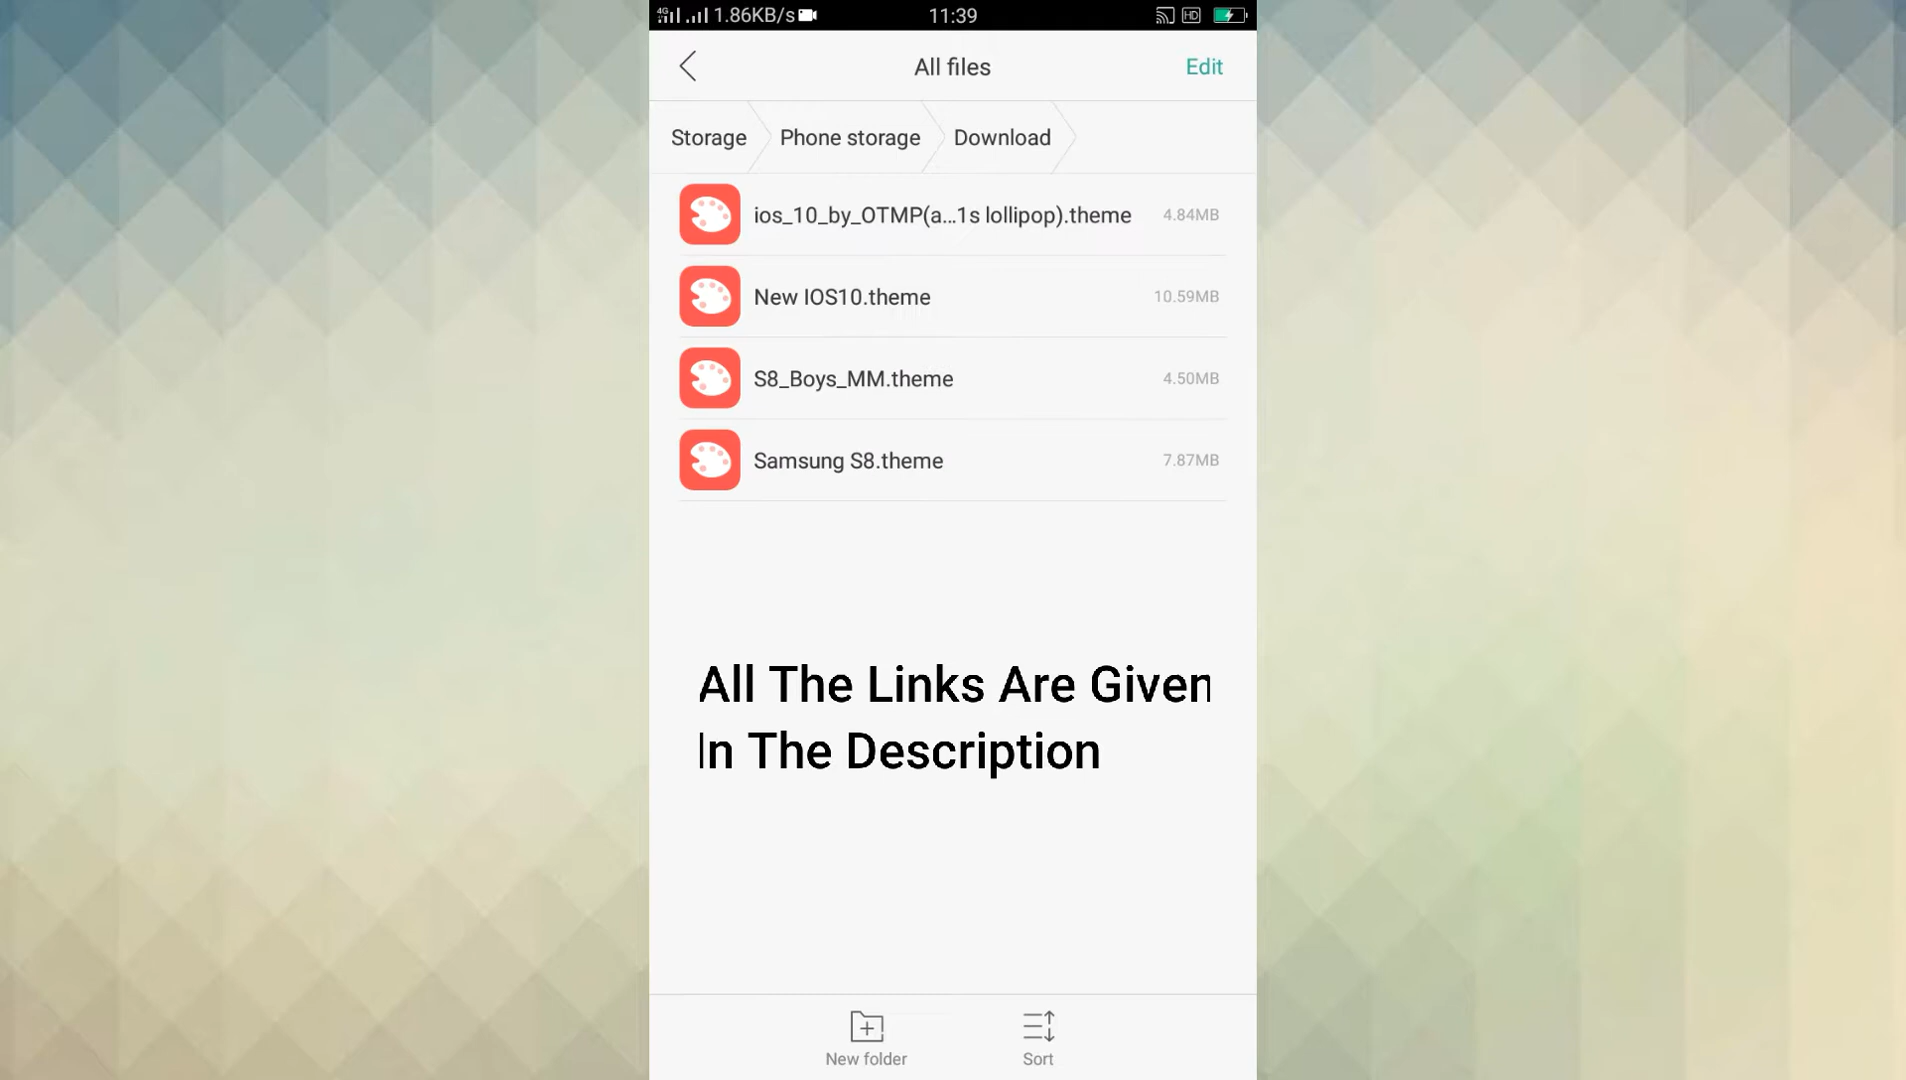 4G 1.86KB/s 11:39 HD
All files Edit
Storage Phone storage Download
ios_10_by_OTMP(a...1s lollipop).theme 4.84MB
New IOS10.theme 10.59MB
S8_Boys_MM.theme 4.50MB
Samsung S8.theme 7.87MB
All The Links Are Given
In The Description
New folder Sort